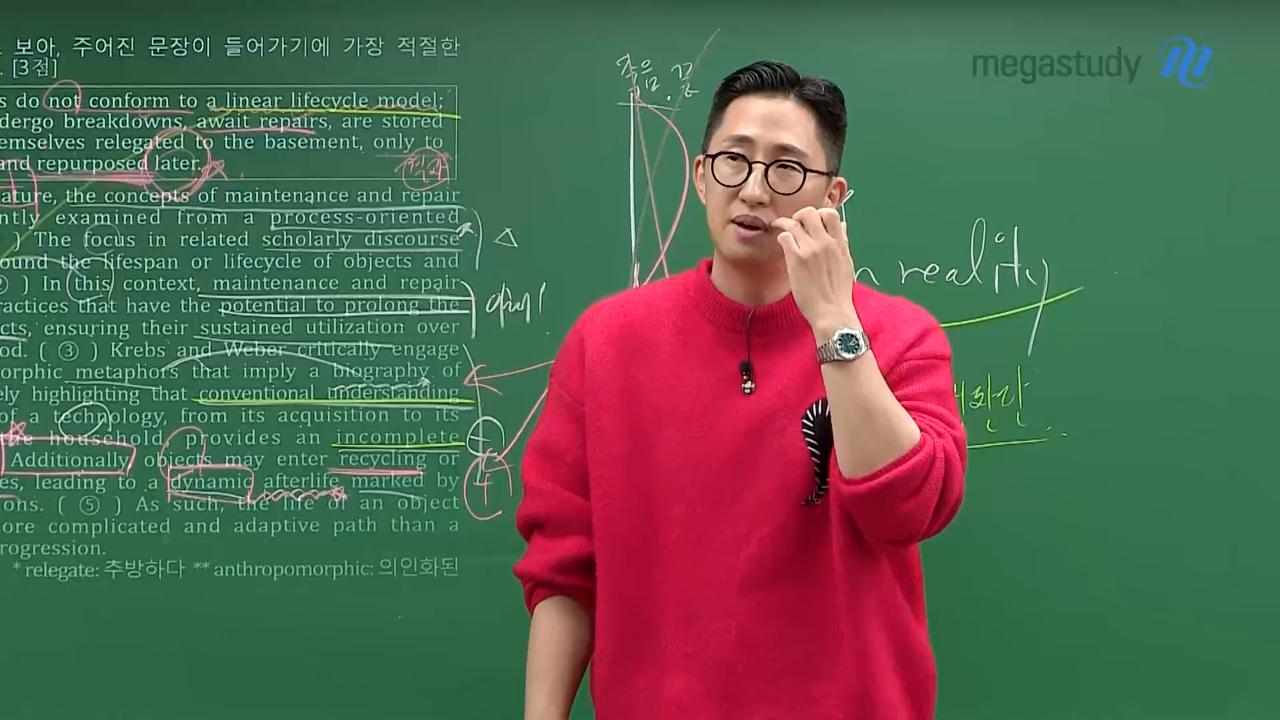 보아, 주어진 문장이 들어가기에 가장 적절한
[3점]
s do not conform to a linear lifecycle model;
dergo breakdowns, await repairs, are stored
emselves relegated to the basement, only to
and repurposed later.
ature, the concepts of maintenance and repair
ntly examined from a process-oriented
) The focus in related scholarly discourse
ound the lifespan or lifecycle of objects and
② ) In this context, maintenance and repair
ractices that have the potential to prolong the
cts, ensuring their sustained utilization over
od. ( ③ ) Krebs and Weber critically engage
orphic metaphors that imply a biography of
ely highlighting that conventional understanding
of a technology, from its acquisition to its
he household, provides an incomplete
Additionally objects may enter recycling or
es, leading to a dynamic afterlife marked by
ons. ( ⑤ ) As such, the life of an object
ore complicated and adaptive path than a
rogression.
* relegate: 추방하다 ** anthropomorphic: 의인화된
n reality
megastudy